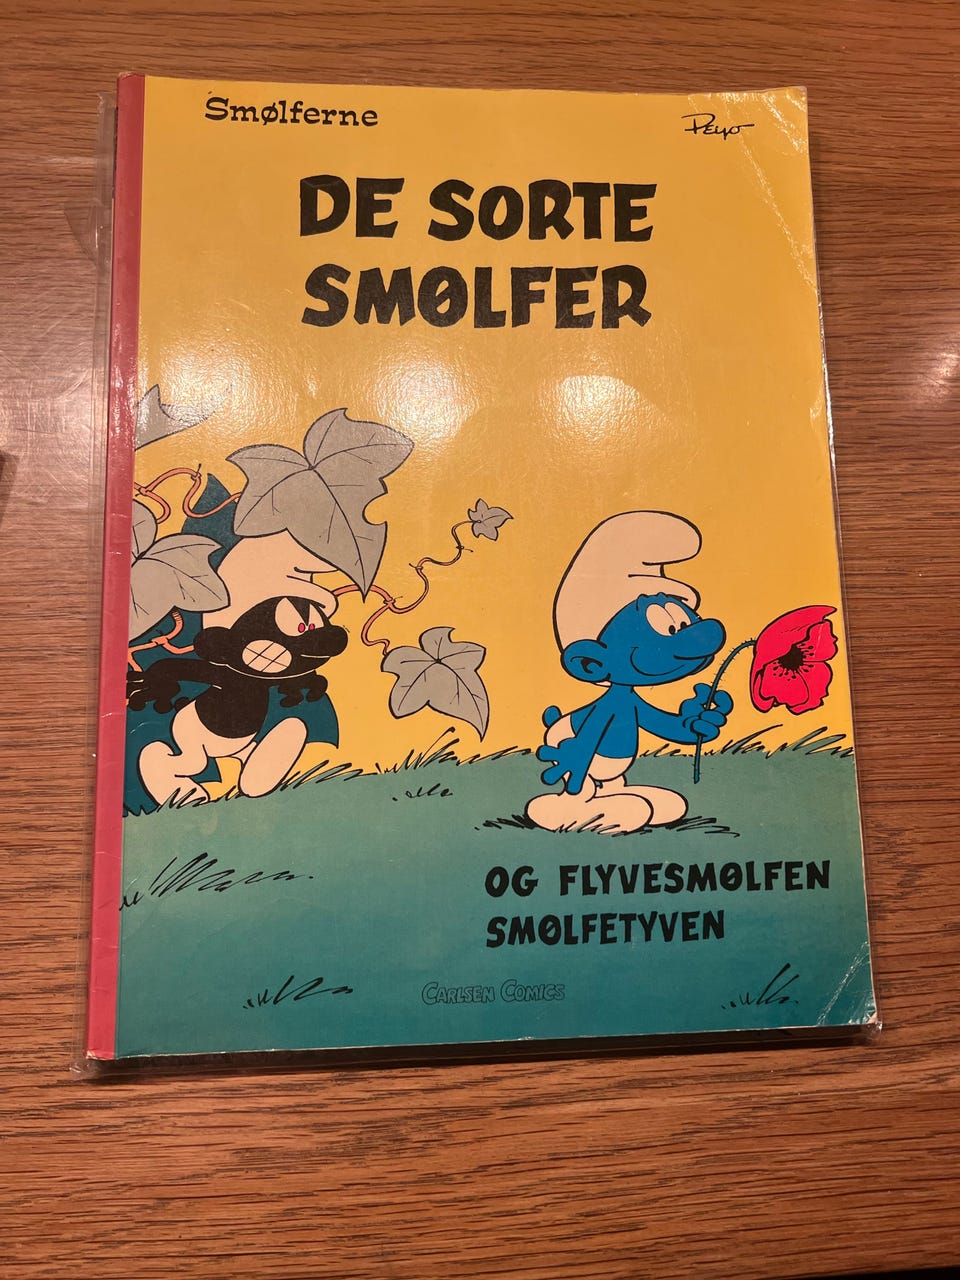 Smølferne
Peyo
DE SORTE
SMØLFER
OG FLYVESMØLFEN
SMØLFETYVEN
CARLSEN COMICS